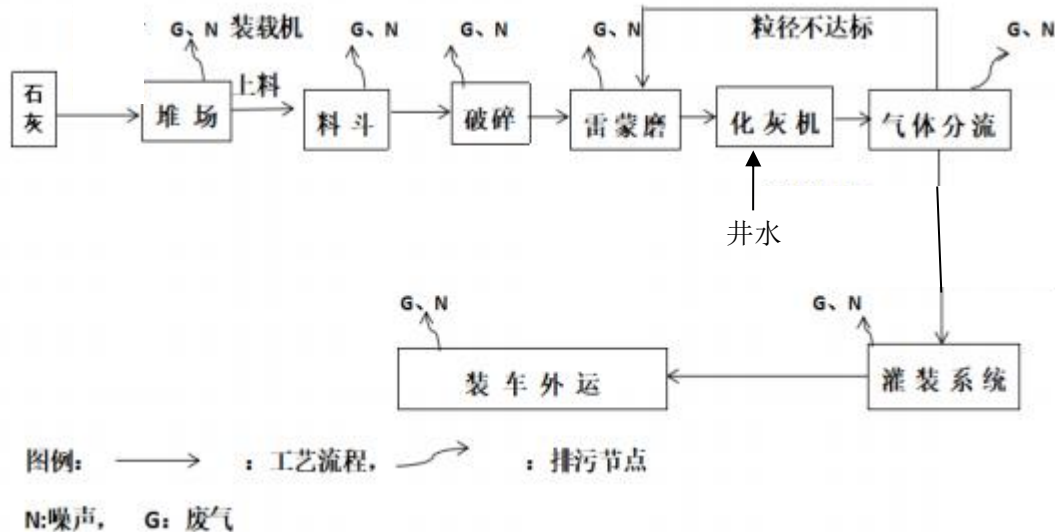 G、N 装载机 G、N G、N G、N 粒径不达标 G、N
石灰 堆场 上料 料斗 破碎 雷蒙磨 化灰机 气体分流
井水
G、N G、N
装车外运 灌装系统
图例： ：工艺流程， ：排污节点
N:噪声， G：废气